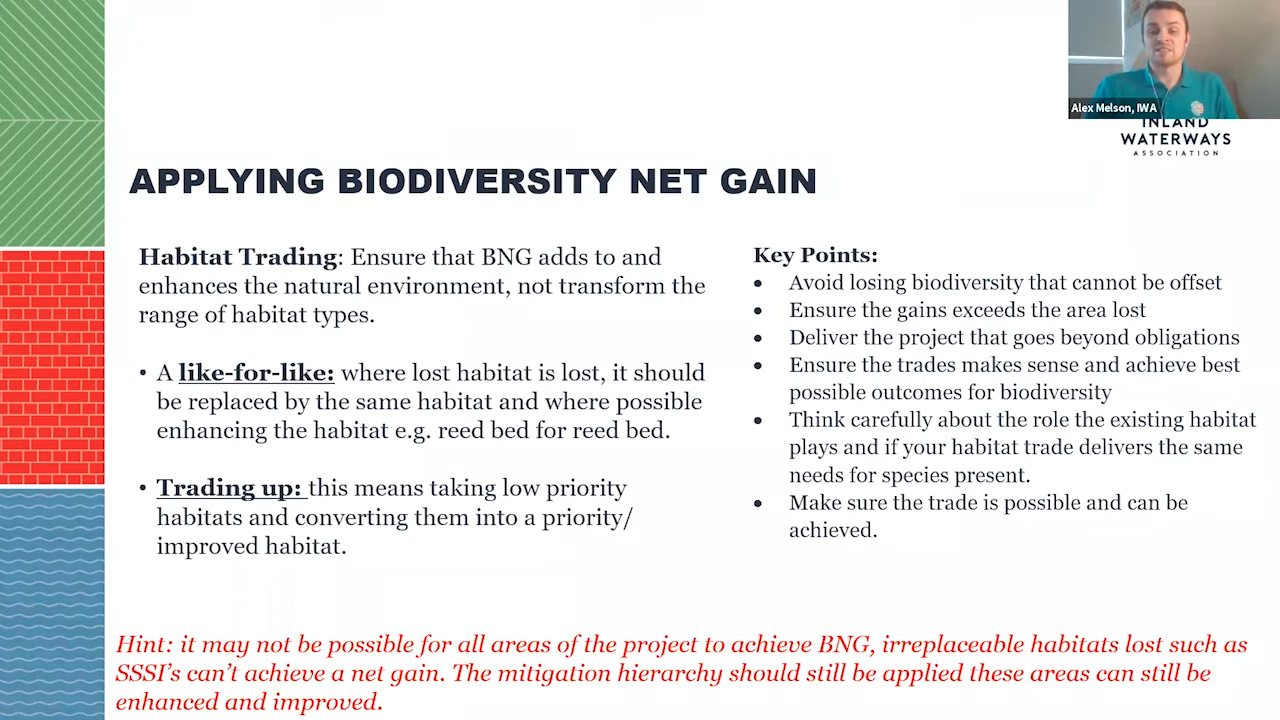 Alex Melson, IWA
INLAND
WATERWAYS
ASSOCIATION
APPLYING BIODIVERSITY NET GAIN
Habitat Trading: Ensure that BNG adds to and
enhances the natural environment, not transform the
range of habitat types.
• A like-for-like: where lost habitat is lost, it should
be replaced by the same habitat and where possible
enhancing the habitat e.g. reed bed for reed bed.
• Trading up: this means taking low priority
habitats and converting them into a priority/
improved habitat.
Key Points:
• Avoid losing biodiversity that cannot be offset
• Ensure the gains exceeds the area lost
• Deliver the project that goes beyond obligations
• Ensure the trades makes sense and achieve best
possible outcomes for biodiversity
• Think carefully about the role the existing habitat
plays and if your habitat trade delivers the same
needs for species present.
• Make sure the trade is possible and can be
achieved.
Hint: it may not be possible for all areas of the project to achieve BNG, irreplaceable habitats lost such as
SSSI's can't achieve a net gain. The mitigation hierarchy should still be applied these areas can still be
enhanced and improved.